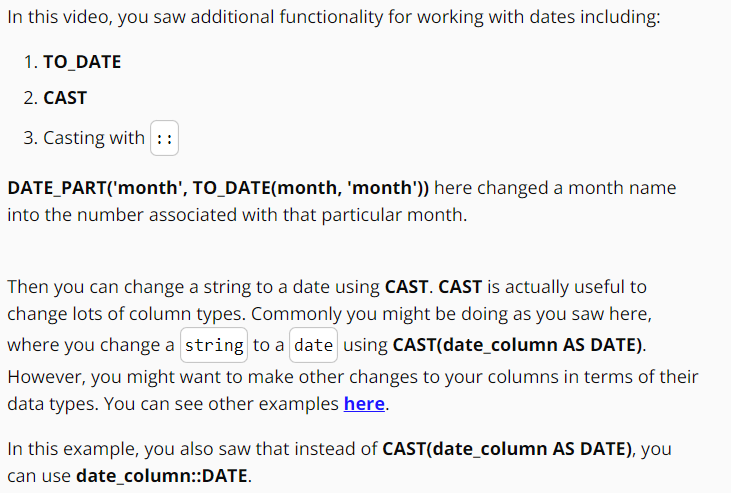 In this video, you saw additional functionality for working with dates including:
1. TO_DATE
2. CAST
3. Casting with ::
DATE_PART('month', TO_DATE(month, 'month')) here changed a month name
into the number associated with that particular month.
Then you can change a string to a date using CAST. CAST is actually useful to
change lots of column types. Commonly you might be doing as you saw here,
where you change a string to a date using CAST(date_column AS DATE).
However, you might want to make other changes to your columns in terms of their
data types. You can see other examples here.
In this example, you also saw that instead of CAST(date_column AS DATE), you
can use date_column::DATE.